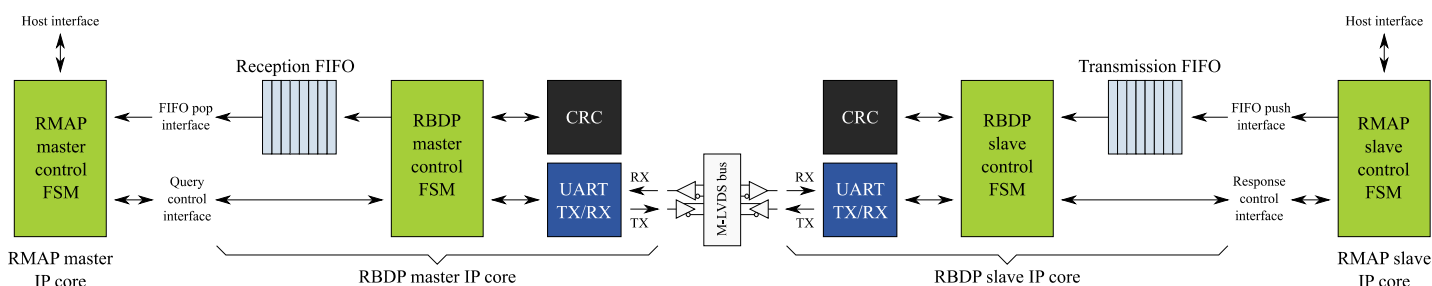 Host interface
RMAP
master
control
FSM
RMAP master
IP core
FIFO pop
interface
Query
control
interface
Reception FIFO
RBDP
master
control
FSM
CRC
UART
TX/RX
RX
TX
RBDP master IP core
M-LVDS bus
RX
TX
CRC
UART
TX/RX
RBDP
slave
control
FSM
RBDP slave IP core
Transmission FIFO
FIFO push
interface
Response
control
interface
Host interface
RMAP
slave
control
FSM
RMAP slave
IP core